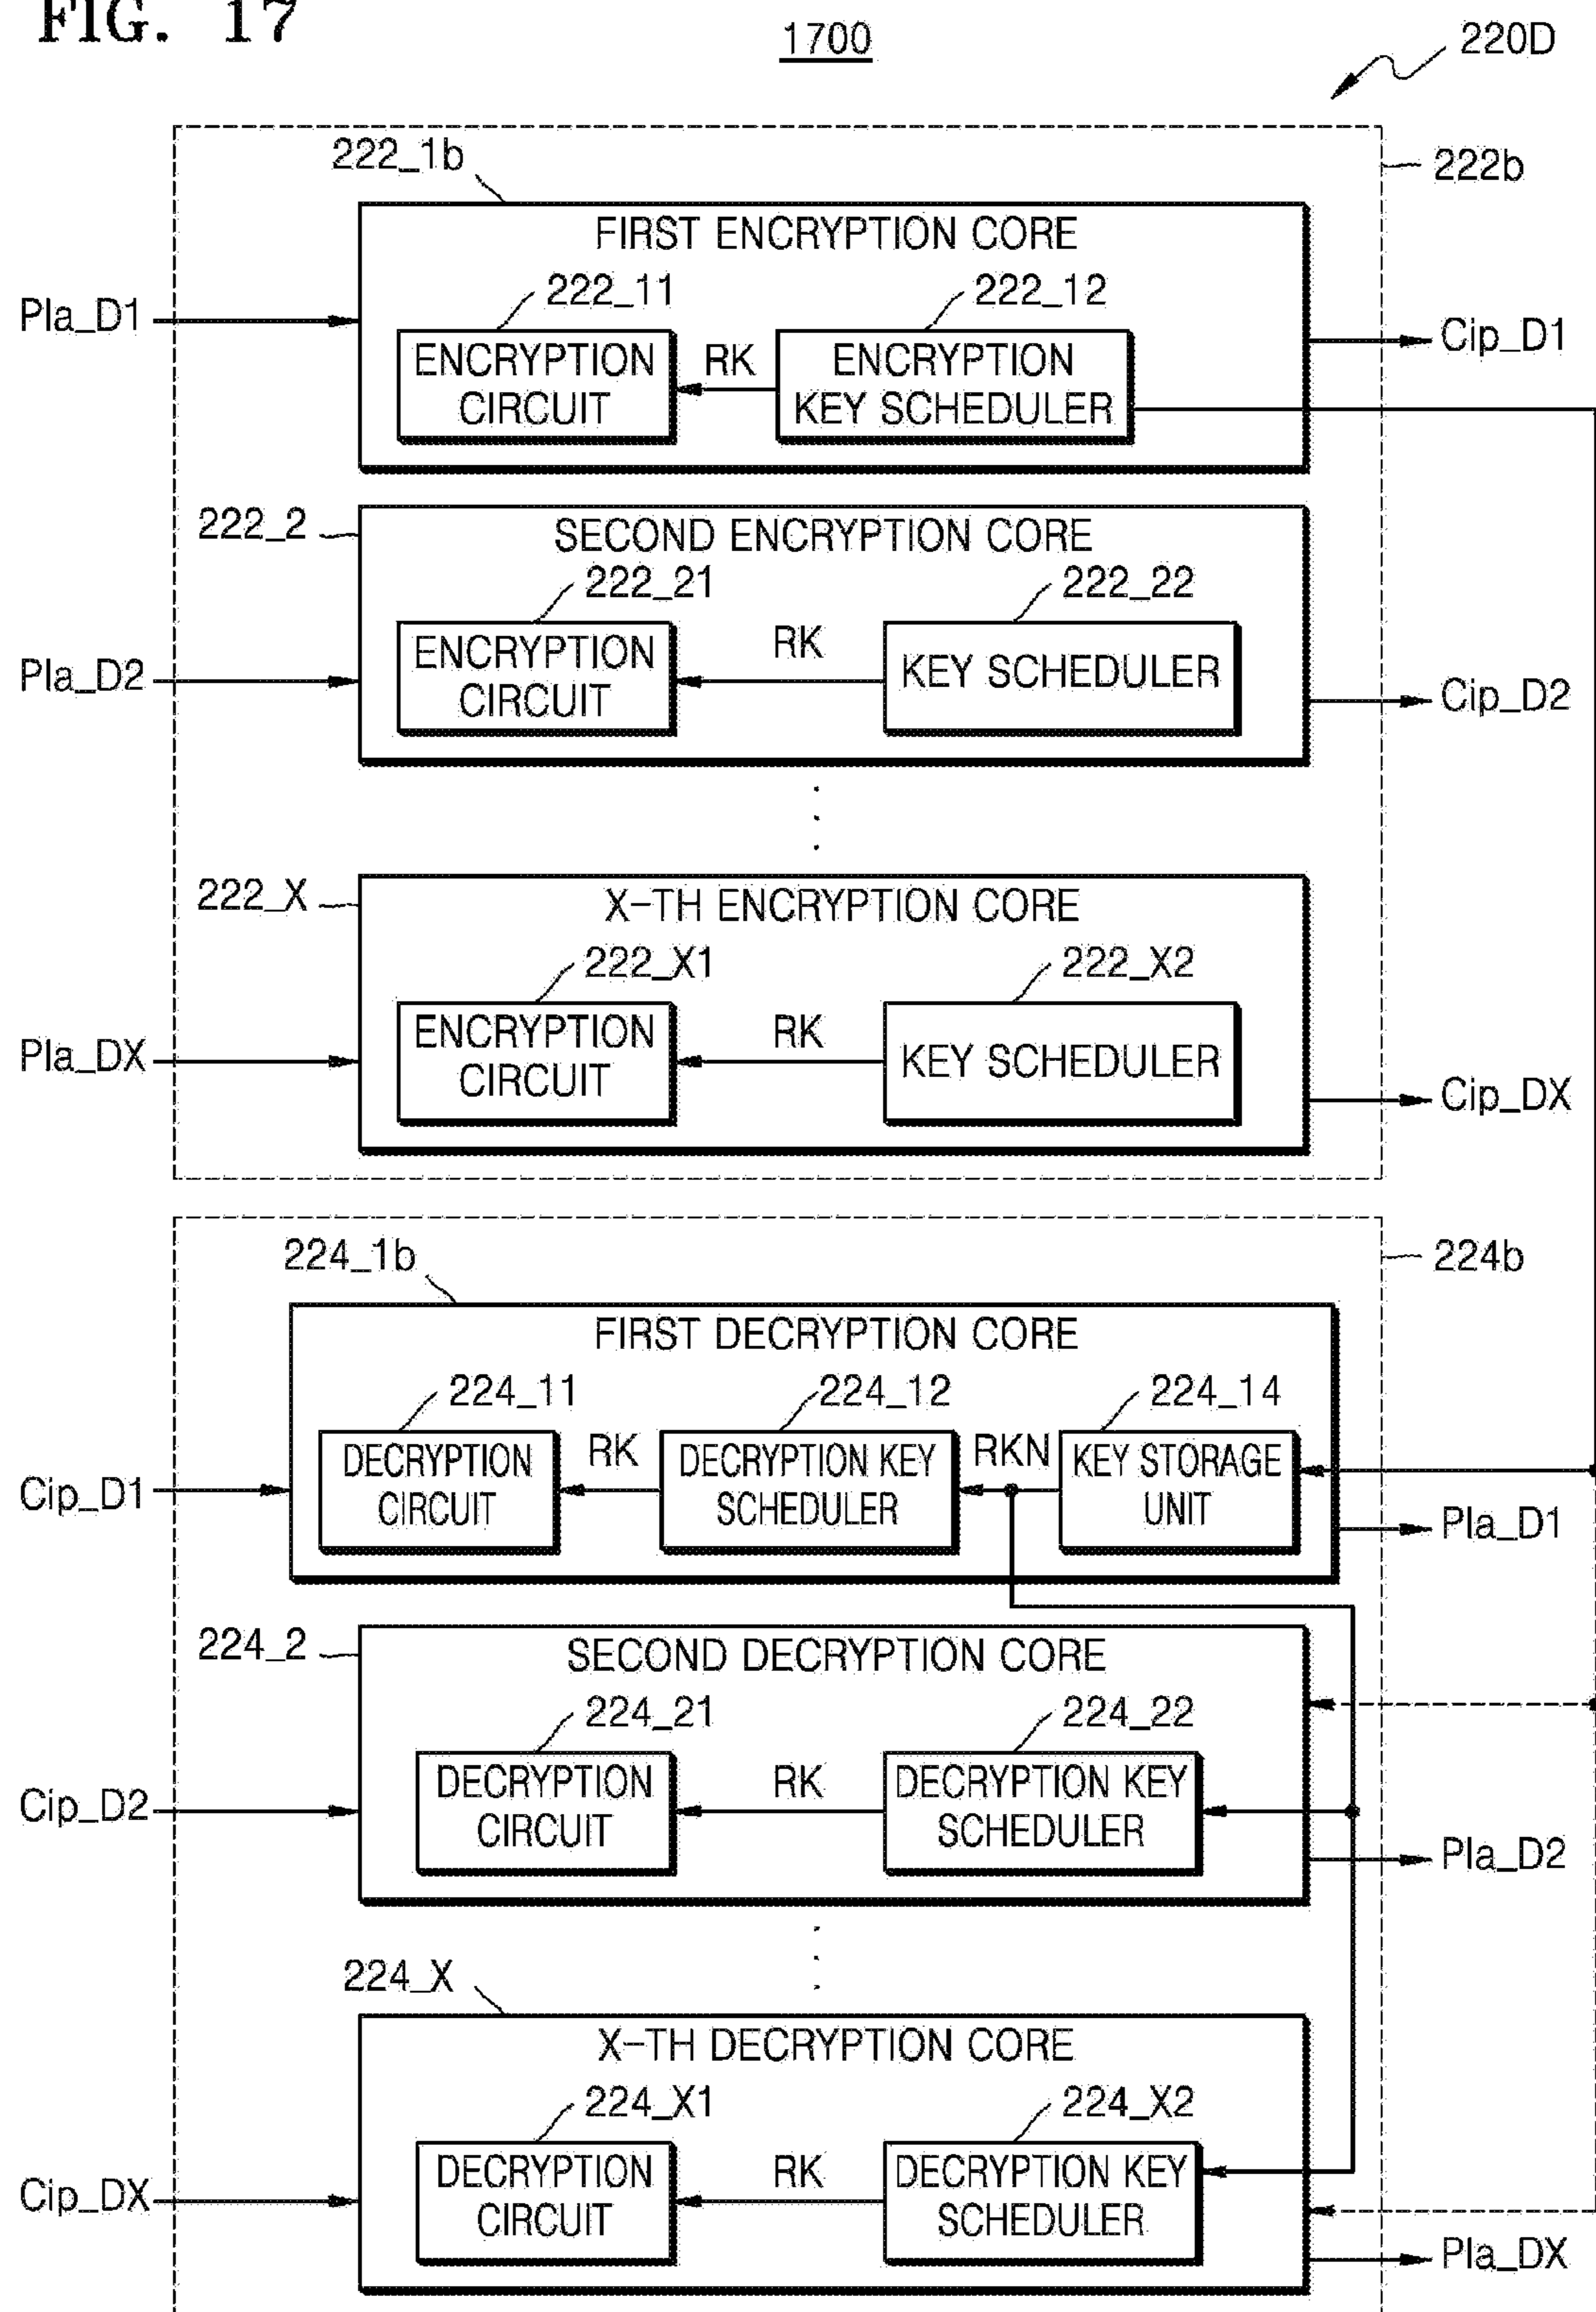 FIG. 17
1700
220D
222_1b
222b
FIRST ENCRYPTION CORE
222_11
222_12
Pla_D1
ENCRYPTION
CIRCUIT
RK
ENCRYPTION
KEY SCHEDULER
Cip_D1
222_2
SECOND ENCRYPTION CORE
222_21
222_22
Pla_D2
ENCRYPTION
CIRCUIT
RK
KEY SCHEDULER
Cip_D2
222_X
X-TH ENCRYPTION CORE
222_X1
222_X2
Pla_DX
ENCRYPTION
CIRCUIT
RK
KEY SCHEDULER
Cip_DX
224_1b
224b
FIRST DECRYPTION CORE
224_11
224_12
224_14
Cip_D1
DECRYPTION
CIRCUIT
RK
DECRYPTION KEY
SCHEDULER
RKN
KEY STORAGE
UNIT
Pla_D1
224_2
SECOND DECRYPTION CORE
224_21
224_22
Cip_D2
DECRYPTION
CIRCUIT
RK
DECRYPTION KEY
SCHEDULER
Pla_D2
224_X
X-TH DECRYPTION CORE
224_X1
224_X2
Cip_DX
DECRYPTION
CIRCUIT
RK
DECRYPTION KEY
SCHEDULER
Pla_DX